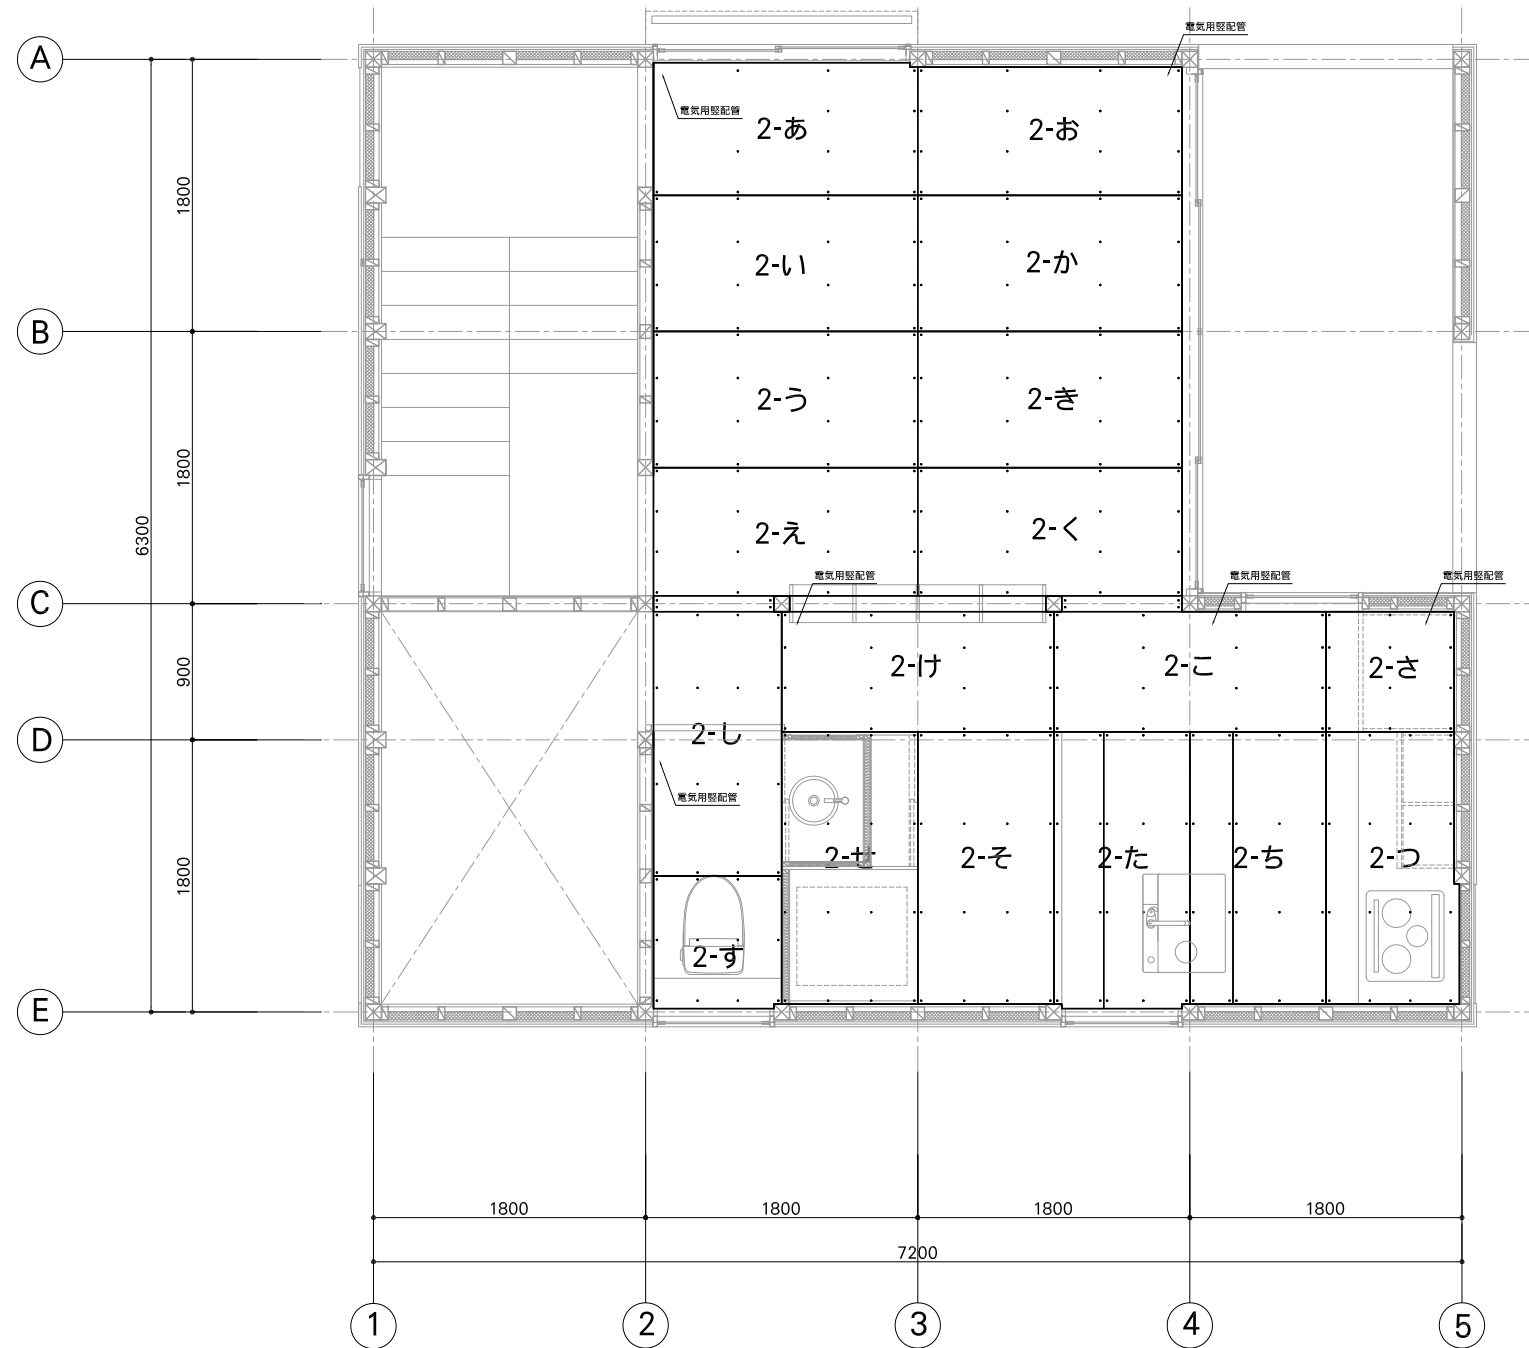 電気用竪配管
A
電気用竪配管
2-あ
2-お
1800
2-い
2-か
B
2-う
2-き
1800
6300
2-え
2-く
電気用竪配管
電気用竪配管
電気用竪配管
C
900
2-け
2-こ
2-さ
D
2-し
電気用竪配管
1800
2-せ
2-そ
2-た
2-ち
2-つ
2-す
E
1800
1800
1800
1800
7200
1
2
3
4
5